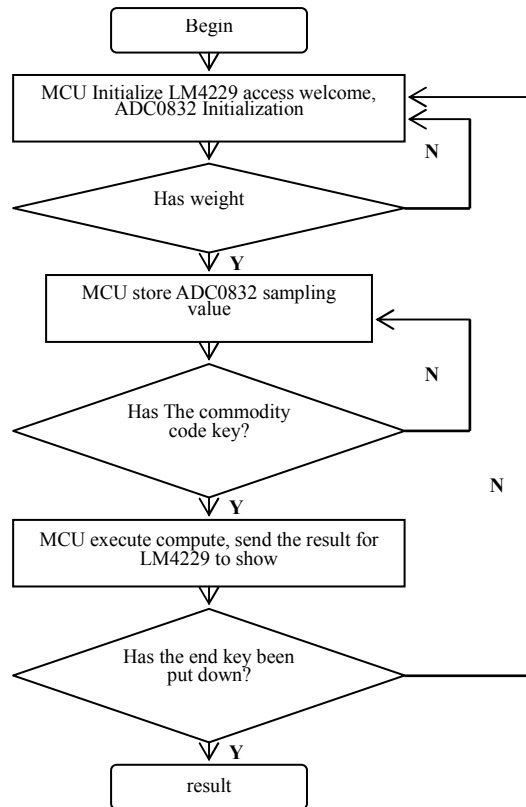 Begin
MCU Initialize LM4229 access welcome,
ADC0832 Initialization
N
Has weight
Y
MCU store ADC0832 sampling
value
N
Has The commodity
code key?
N
Y
MCU execute compute, send the result for
LM4229 to show
Has the end key been
put down?
Y
result